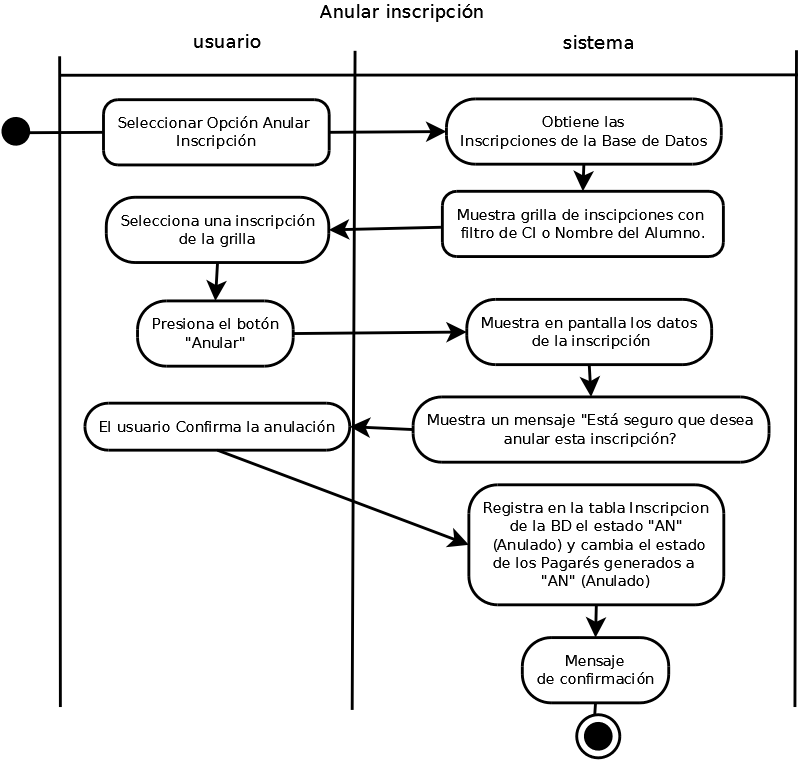 Anular inscripción
usuario
sistema
Seleccionar Opción Anular
Inscripción
Obtiene las
Inscripciones de la Base de Datos
Muestra grilla de inscipciones con
filtro de CI o Nombre del Alumno.
Selecciona una inscripción
de la grilla
Presiona el botón
"Anular"
Muestra en pantalla los datos
de la inscripción
Muestra un mensaje "Está seguro que desea
anular esta inscripción?
El usuario Confirma la anulación
Registra en la tabla Inscripcion
de la BD el estado "AN"
(Anulado) y cambia el estado
de los Pagarés generados a
"AN" (Anulado)
Mensaje
de confirmación